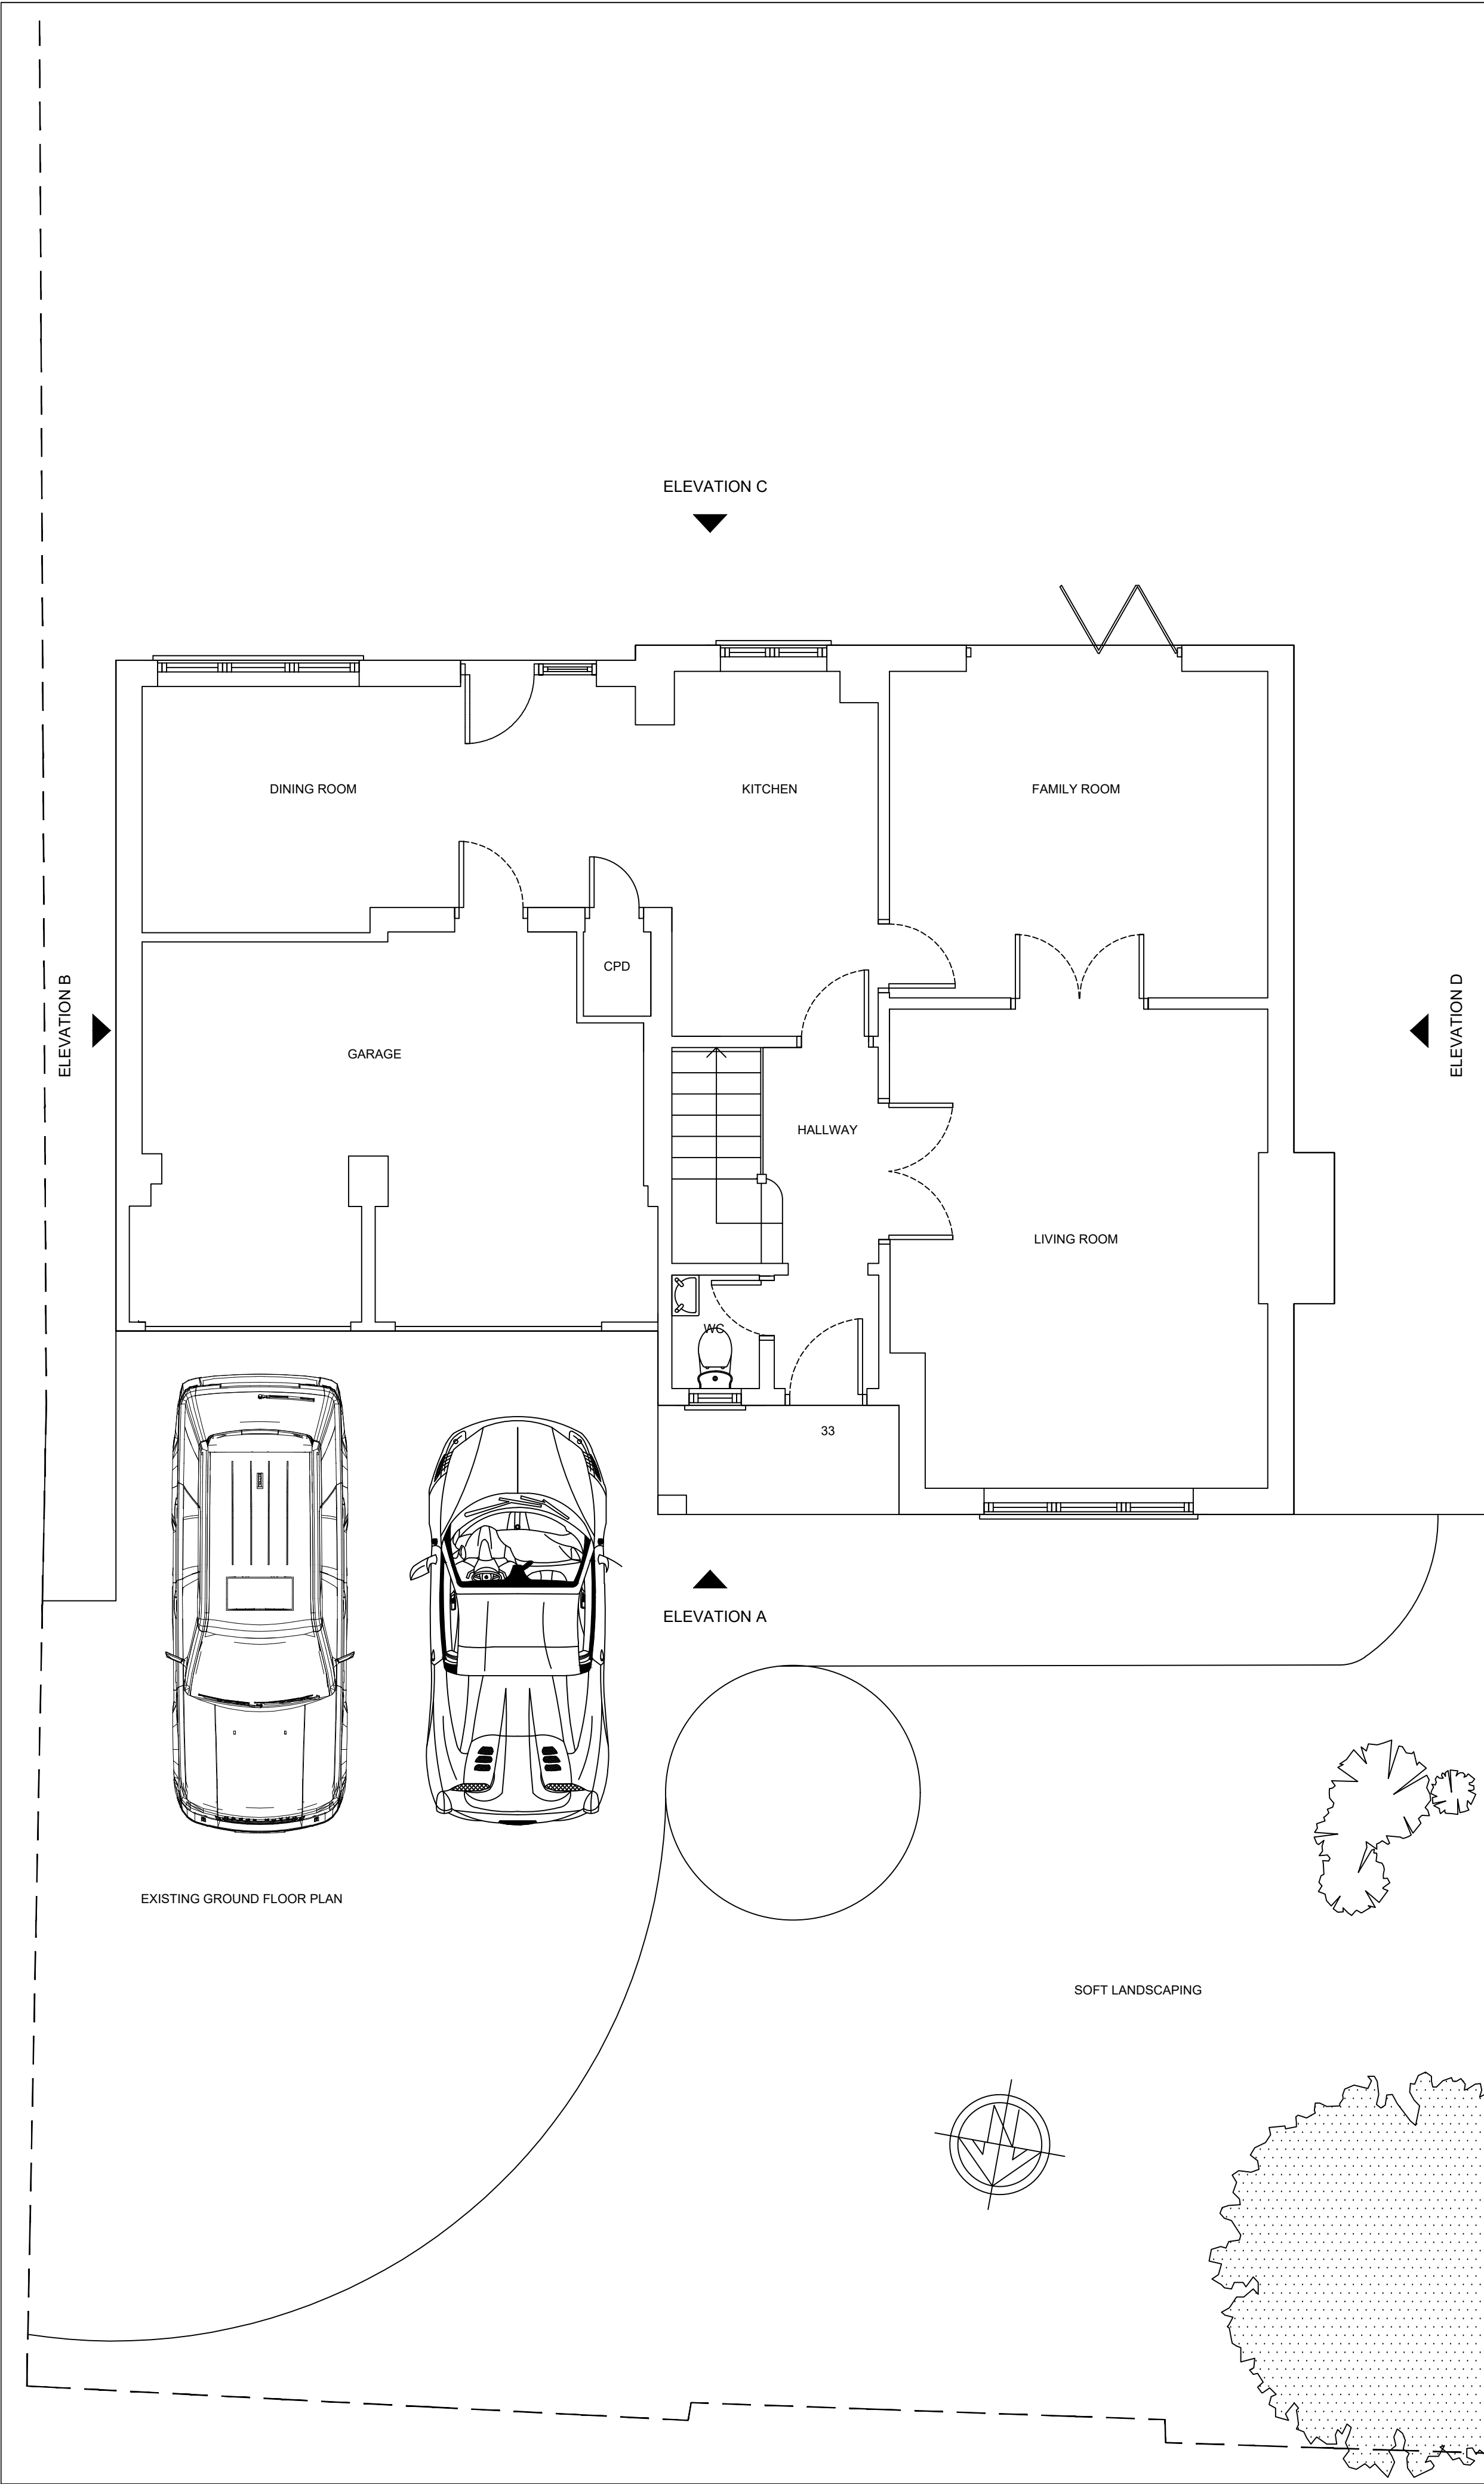 ELEVATION C
DINING ROOM
KITCHEN
FAMILY ROOM
CPD
ELEVATION B
ELEVATION D
GARAGE
HALLWAY
LIVING ROOM
WC
33
ELEVATION A
EXISTING GROUND FLOOR PLAN
SOFT LANDSCAPING
N